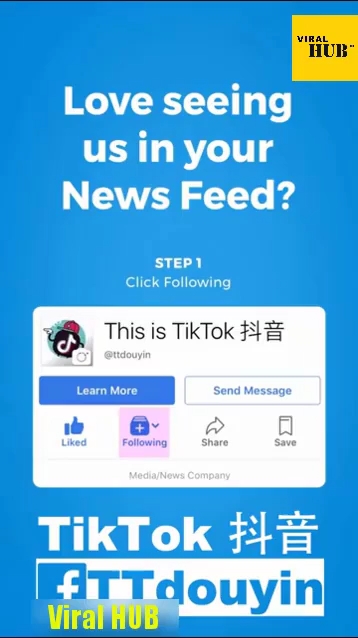 VIRAL
HUB
Love seeing
us in your
News Feed?
STEP 1
Click Following
This is TikTok 抖音
@ttdouyin
Learn More
Send Message
Liked
Following
Share
Save
Media/News Company
TikTok 抖音
fTTdouyin
Viral HUB